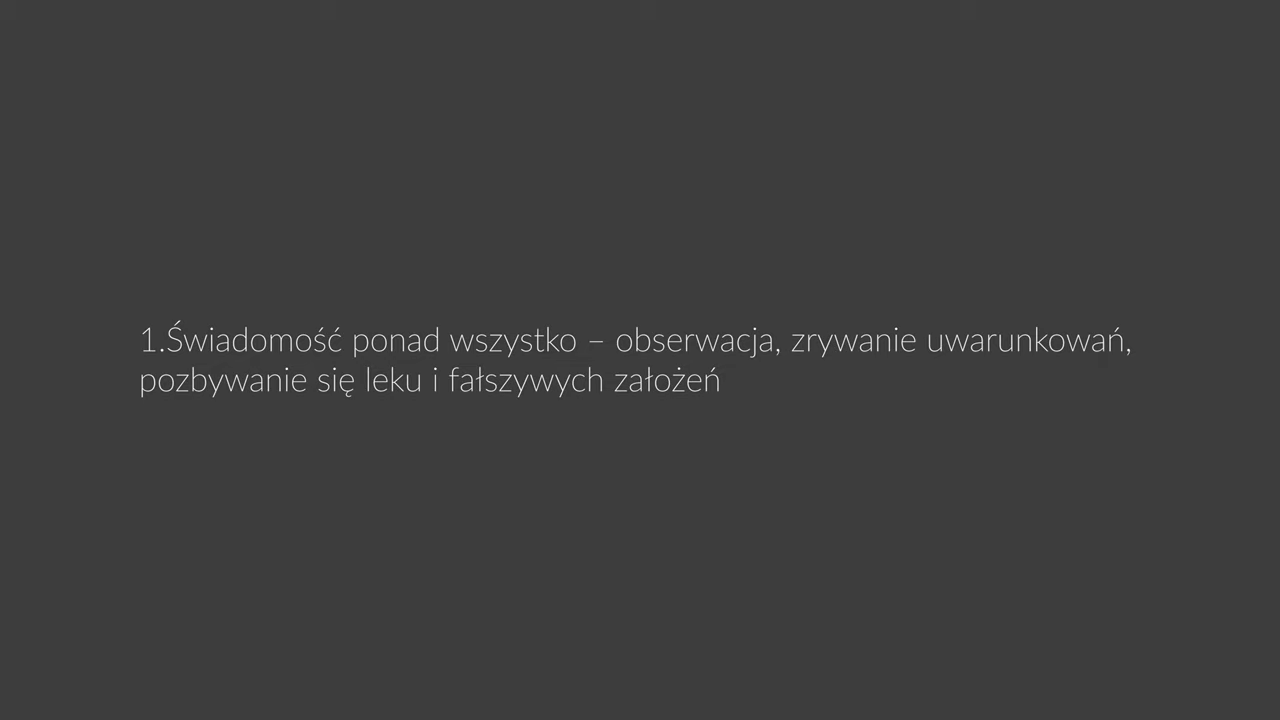 1.Świadomość ponad wszystko – obserwacja, zrywanie uwarunkowań,
pozbywanie się leku i fałszywych założeń